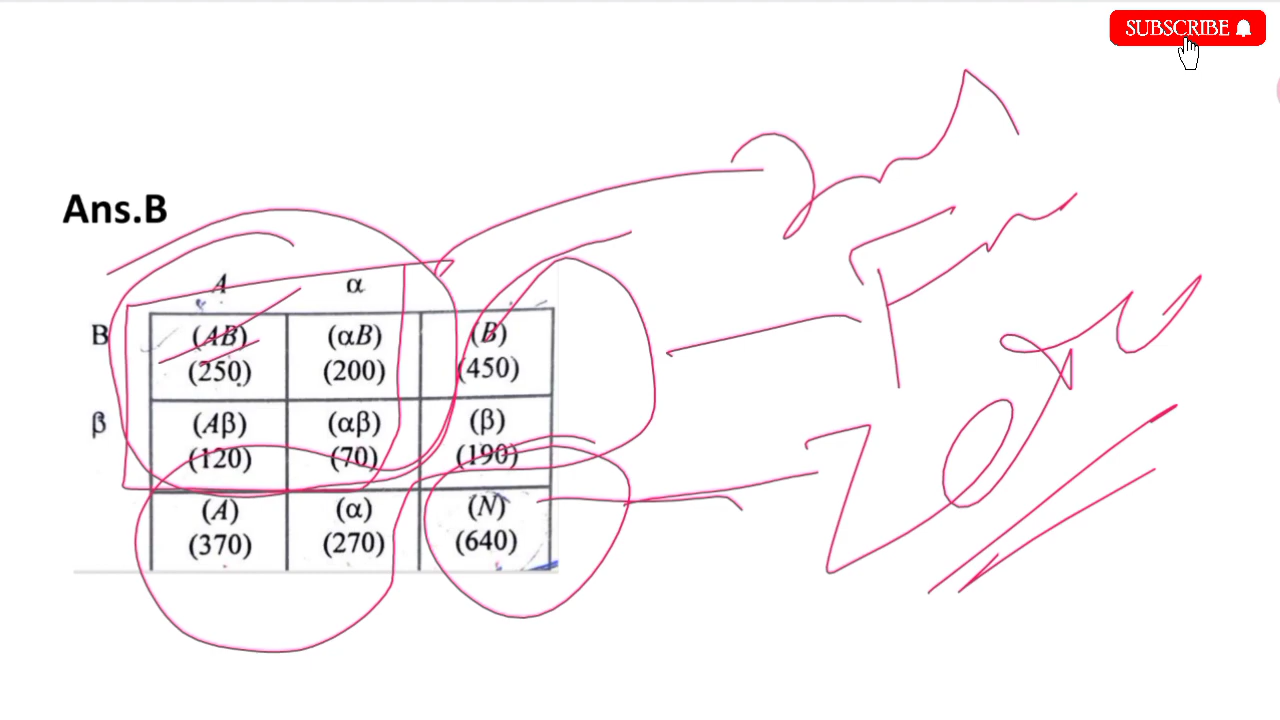 SUBSCRIBE
Ans.B
A α
B (AB) (αB) (B)
(250) (200) (450)
β (Aβ) (αβ) (β)
(120) (70) (190)
(A) (α) (N)
(370) (270) (640)